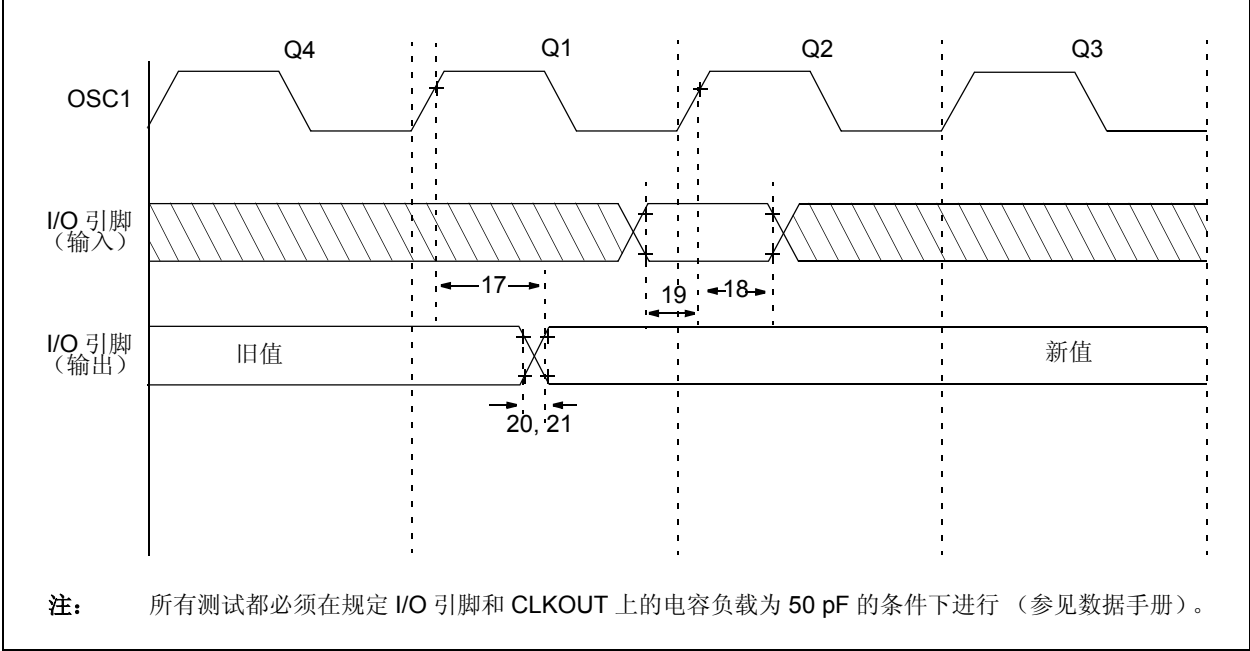 Q4 Q1 Q2 Q3
OSC1
I/O 引脚
（输入）
17 19 18
I/O 引脚
（输出）
旧值 新值
20, 21
注： 所有测试都必须在规定 I/O 引脚和 CLKOUT 上的电容负载为 50 pF 的条件下进行 （参见数据手册）。